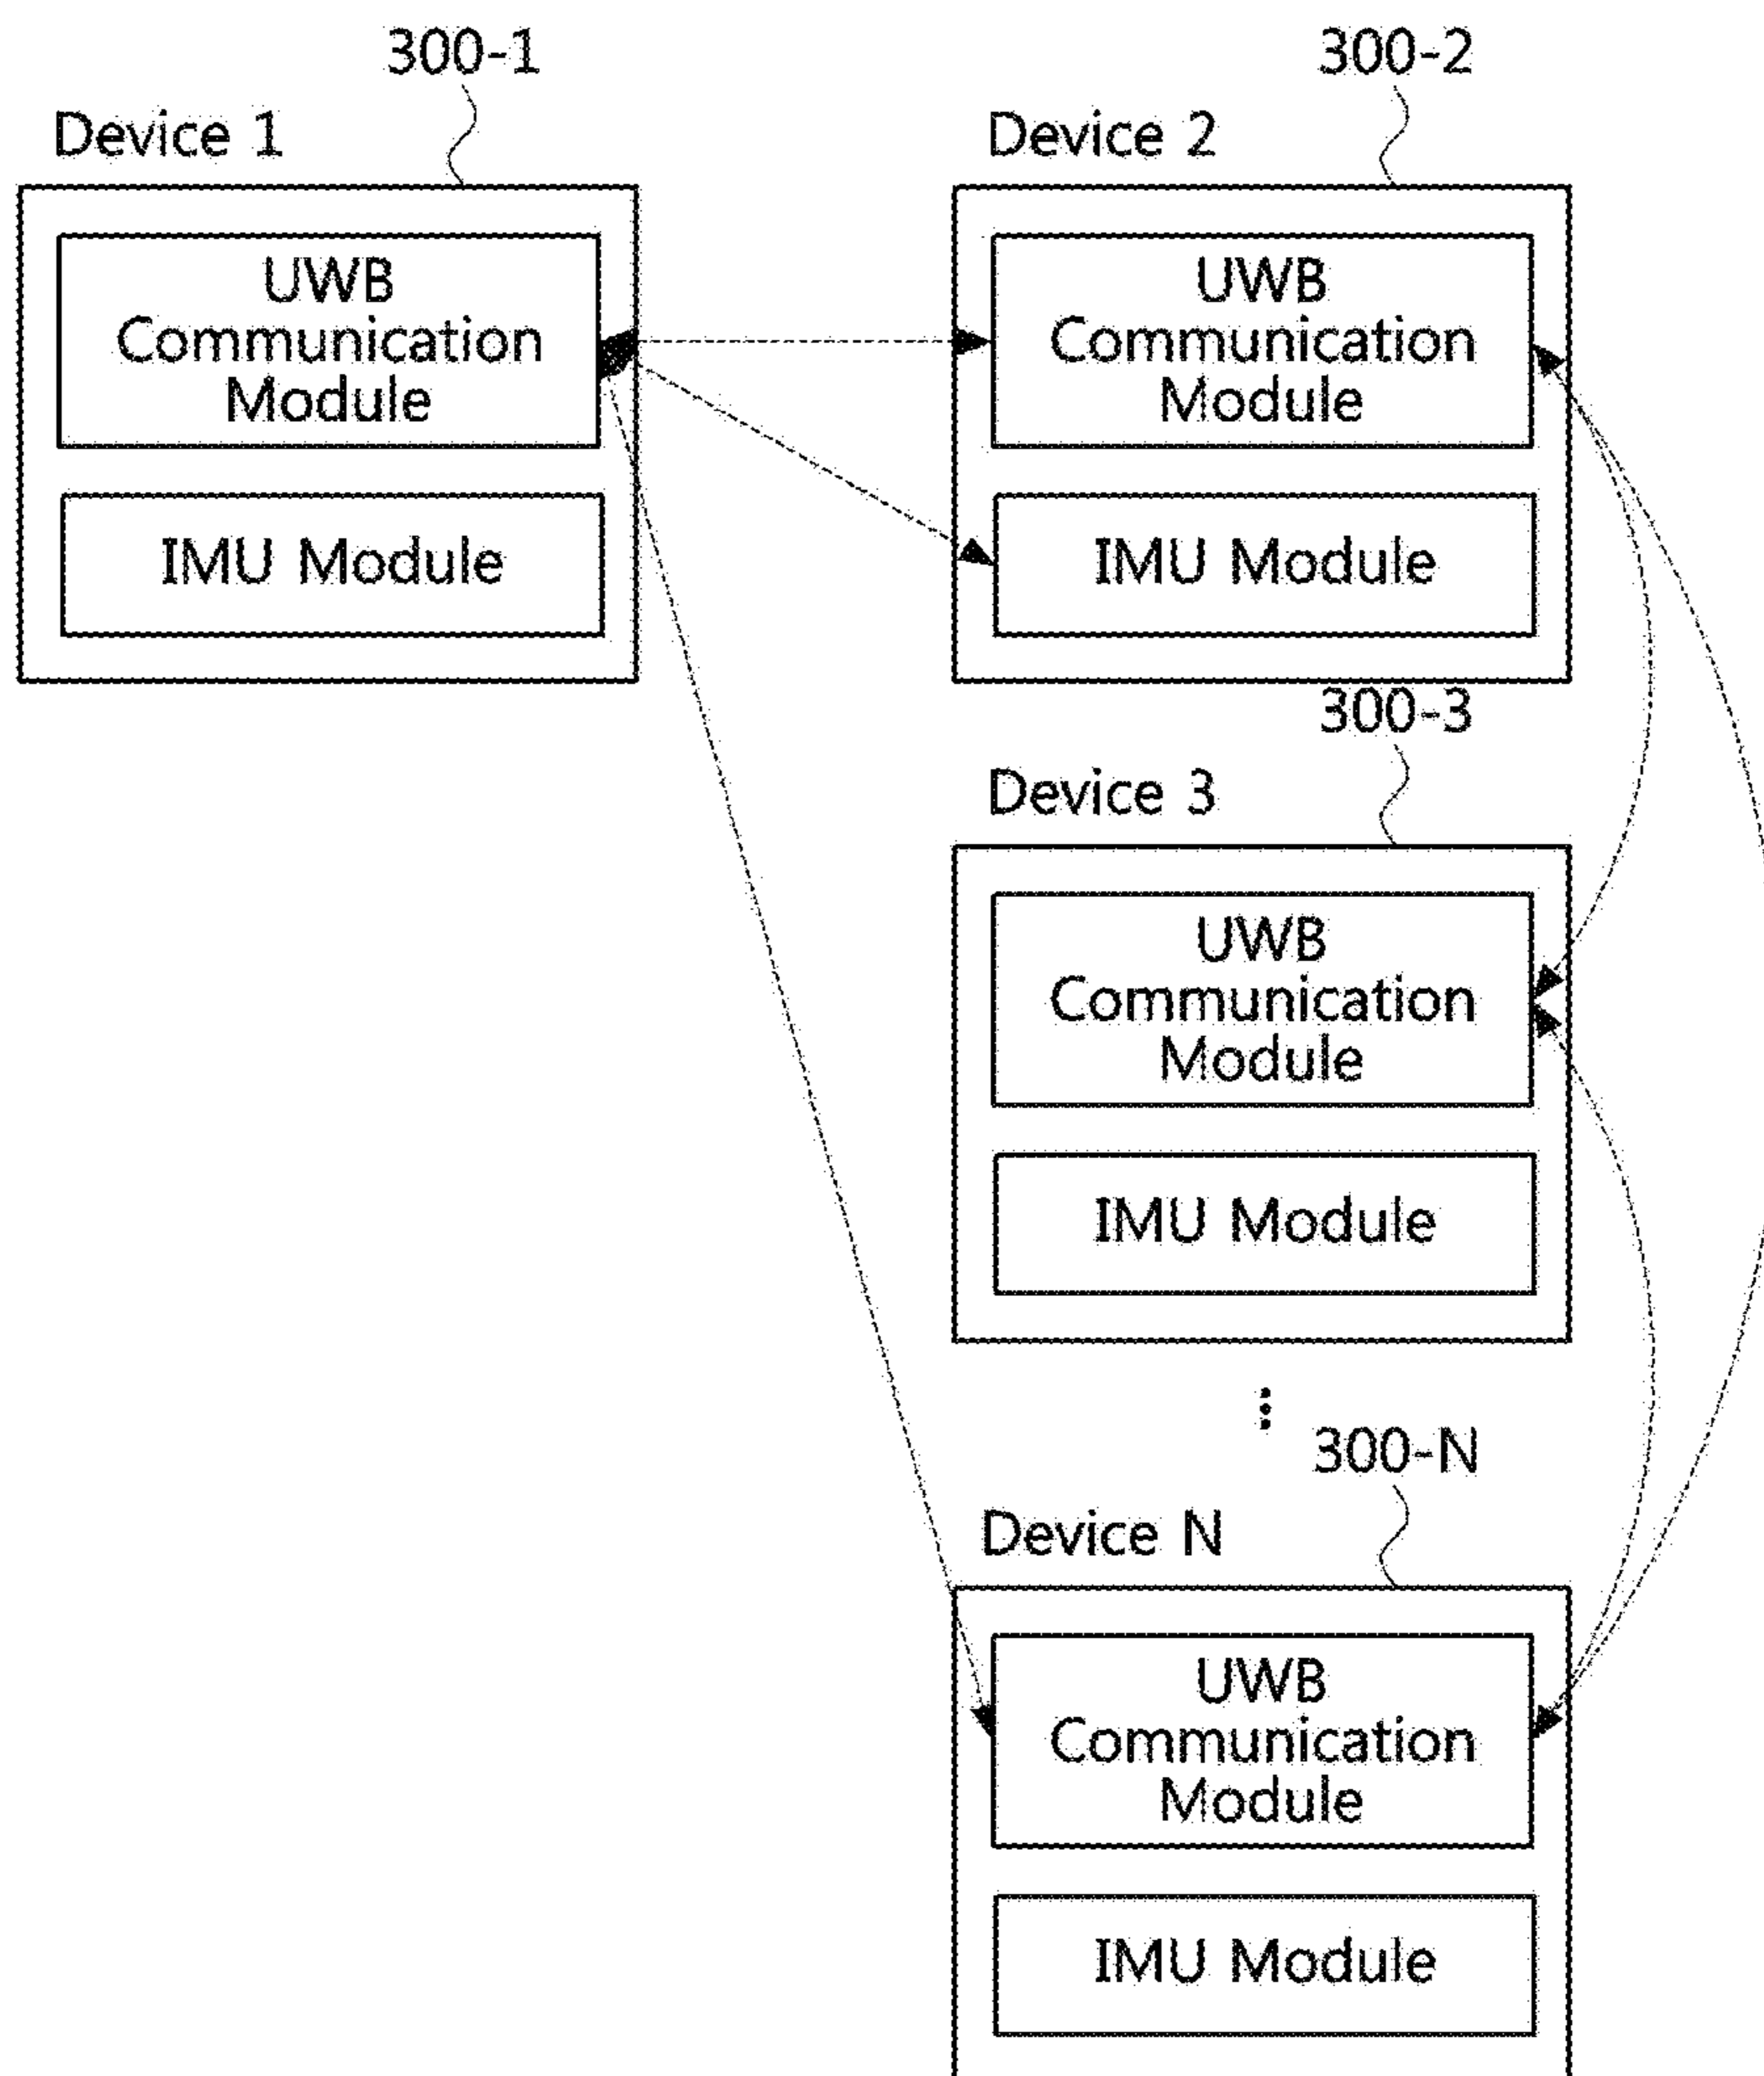 300-1
Device 1
UWB
Communication
Module
IMU Module
300-2
Device 2
UWB
Communication
Module
IMU Module
300-3
Device 3
UWB
Communication
Module
IMU Module
300-N
Device N
UWB
Communication
Module
IMU Module